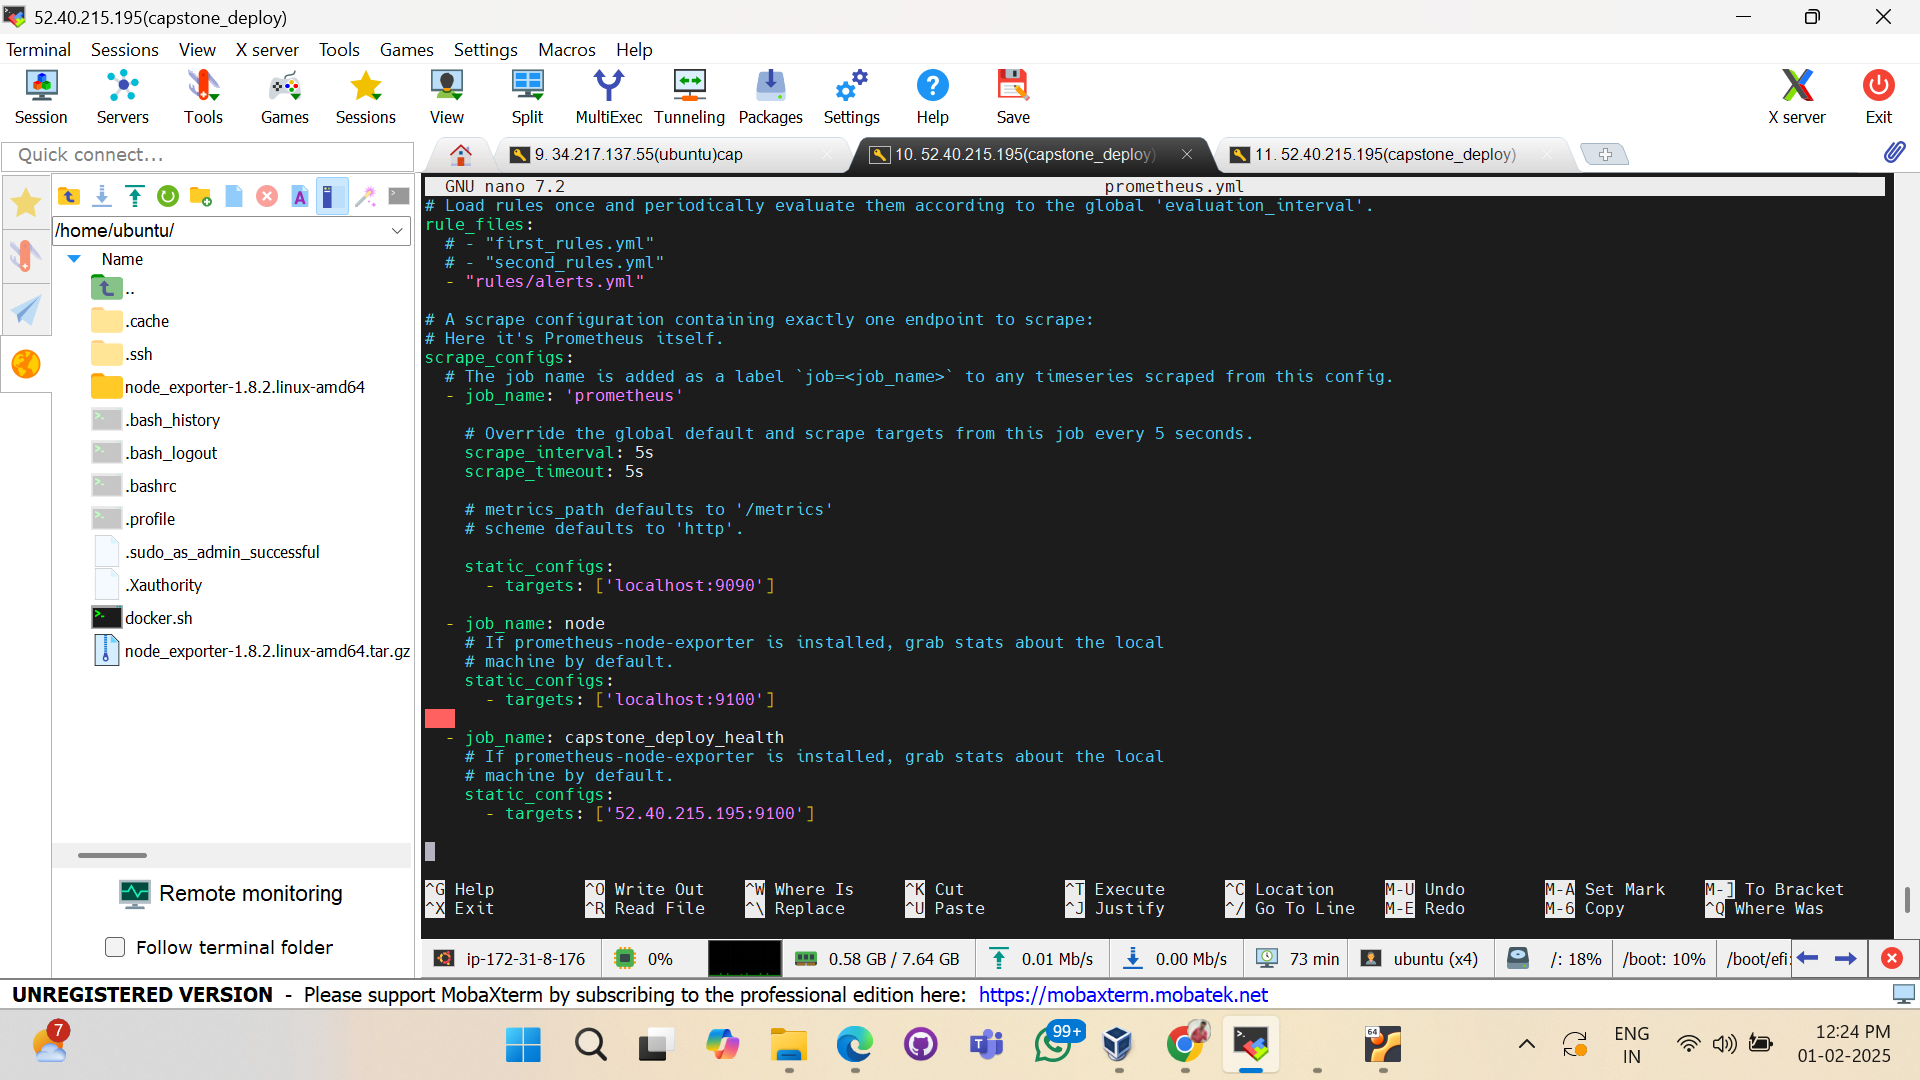 52.40.215.195(capstone_deploy)
Terminal Sessions View X server Tools Games Settings Macros Help
Session Servers Tools Games Sessions View Split MultiExec Tunneling Packages Settings Help Save X server Exit
Quick connect...
9. 34.217.137.55(ubuntu)cap
10. 52.40.215.195(capstone_deploy)
11. 52.40.215.195(capstone_deploy)
/home/ubuntu/
Name
..
.cache
.ssh
node_exporter-1.8.2.linux-amd64
.bash_history
.bash_logout
.bashrc
.profile
.sudo_as_admin_successful
.Xauthority
docker.sh
node_exporter-1.8.2.linux-amd64.tar.gz
Remote monitoring
Follow terminal folder
GNU nano 7.2 prometheus.yml
# Load rules once and periodically evaluate them according to the global 'evaluation_interval'.
rule_files:
# - "first_rules.yml"
# - "second_rules.yml"
- "rules/alerts.yml"
# A scrape configuration containing exactly one endpoint to scrape:
# Here it's Prometheus itself.
scrape_configs:
# The job name is added as a label `job=<job_name>` to any timeseries scraped from this config.
- job_name: 'prometheus'
# Override the global default and scrape targets from this job every 5 seconds.
scrape_interval: 5s
scrape_timeout: 5s
# metrics_path defaults to '/metrics'
# scheme defaults to 'http'.
static_configs:
- targets: ['localhost:9090']
- job_name: node
# If prometheus-node-exporter is installed, grab stats about the local
# machine by default.
static_configs:
- targets: ['localhost:9100']
- job_name: capstone_deploy_health
# If prometheus-node-exporter is installed, grab stats about the local
# machine by default.
static_configs:
- targets: ['52.40.215.195:9100']
^G Help ^O Write Out ^W Where Is ^K Cut ^T Execute ^C Location M-U Undo M-A Set Mark M-] To Bracket
^X Exit ^R Read File ^\ Replace ^U Paste ^J Justify ^/ Go To Line M-E Redo M-6 Copy ^Q Where Was
ip-172-31-8-176 0% 0.58 GB / 7.64 GB 0.01 Mb/s 0.00 Mb/s 73 min ubuntu (x4) /: 18% /boot: 10% /boot/efi:
UNREGISTERED VERSION - Please support MobaXterm by subscribing to the professional edition here: https://mobaxterm.mobatek.net
7
99+
64
ENG
IN
12:24 PM
01-02-2025